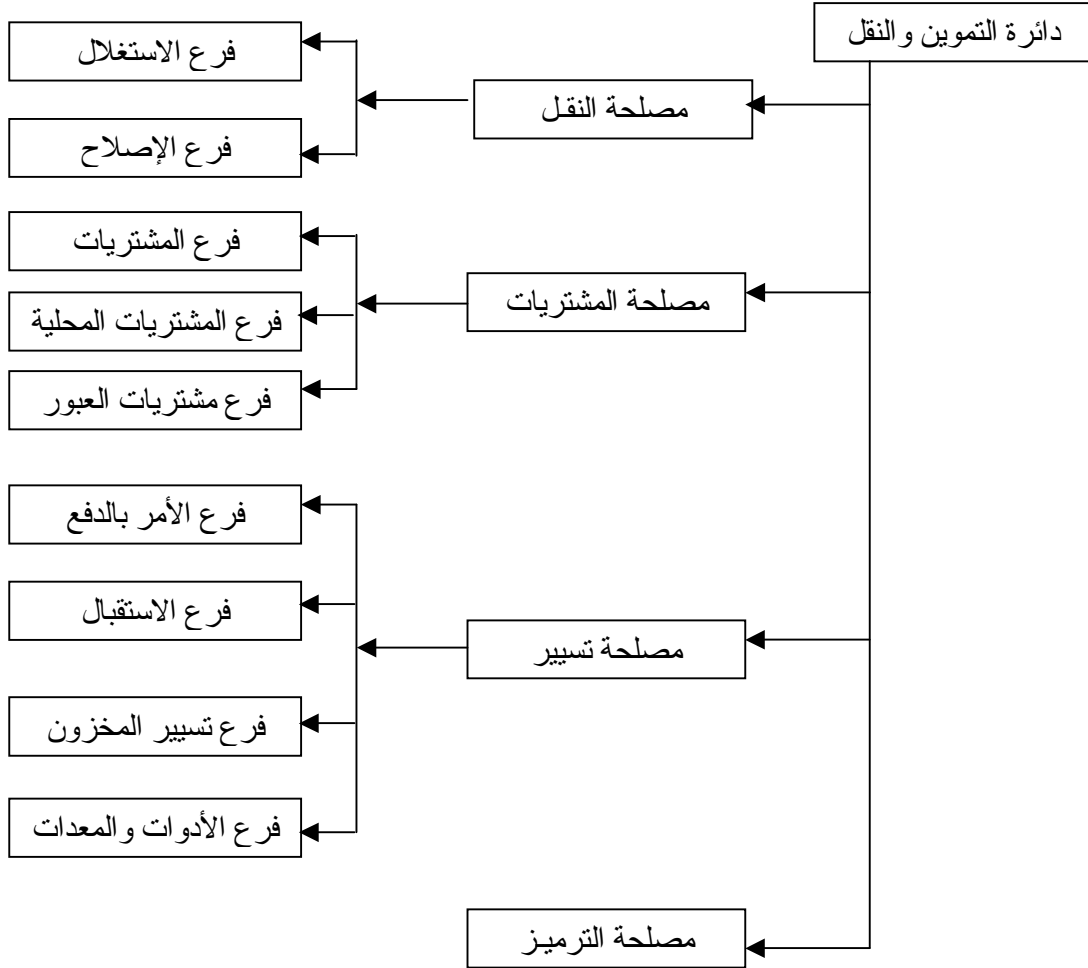 دائرة التموين والنقل
مصلحة النقل
فرع الاستغلال
فرع الإصلاح
مصلحة المشتريات
فرع المشتريات
فرع المشتريات المحلية
فرع مشتريات العبور
مصلحة تسيير
فرع الأمر بالدفع
فرع الاستقبال
فرع تسيير المخزون
فرع الأدوات والمعدات
مصلحة الترميـز